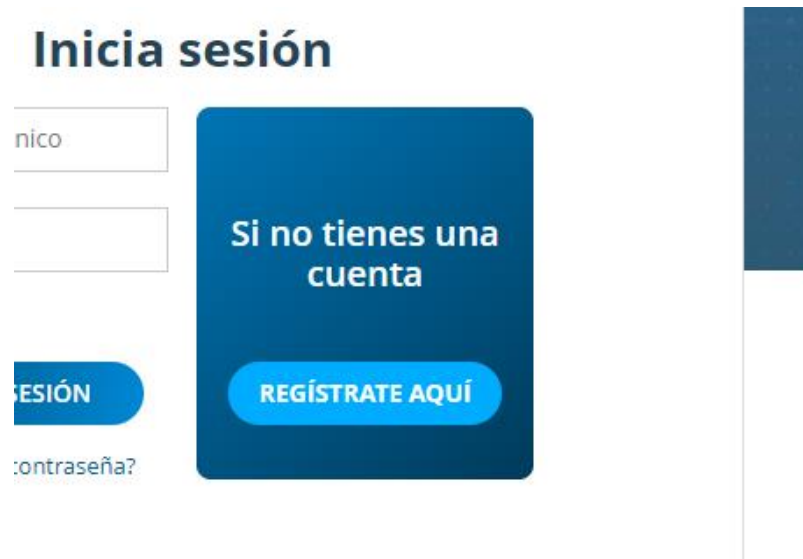 Inicia sesión
nico
Si no tienes una
cuenta
SESIÓN
REGÍSTRATE AQUÍ
contraseña?